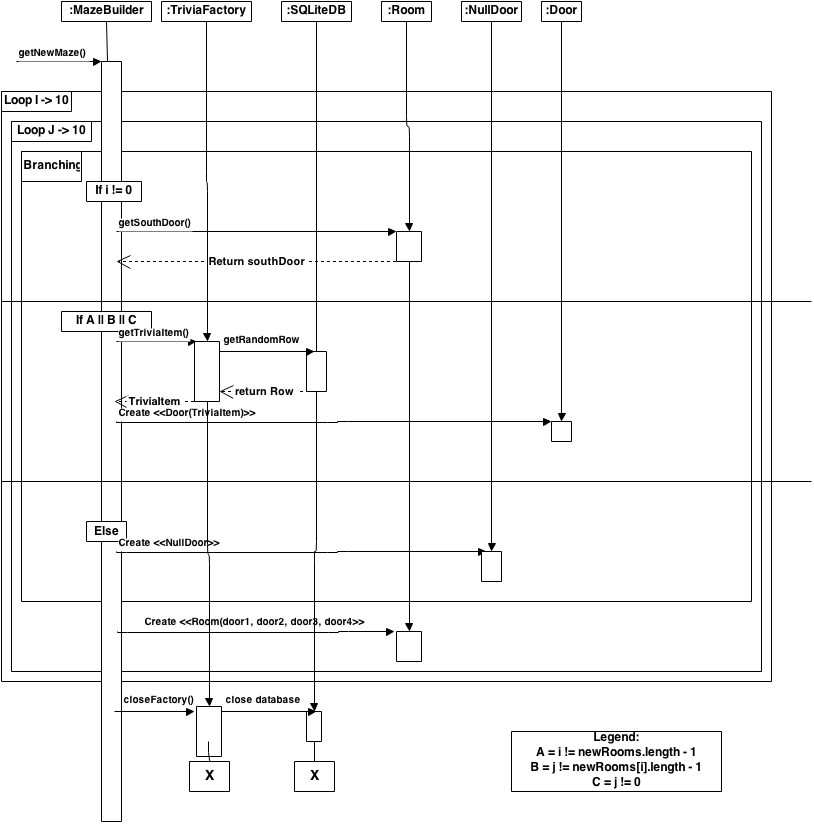 :MazeBuilder :TriviaFactory :SQLiteDB :Room :NullDoor :Door
getNewMaze()
Loop I -> 10
Loop J -> 10
Branching
If i != 0
getSouthDoor()
Return southDoor
If A || B || C
getTriviaItem()
getRandomRow
return Row
TriviaItem
Create <<Door(TriviaItem)>>
Else
Create <<NullDoor>>
Create <<Room(door1, door2, door3, door4>>
closeFactory() close database
X X
Legend:
A = i != newRooms.length - 1
B = j != newRooms[i].length - 1
C = j != 0